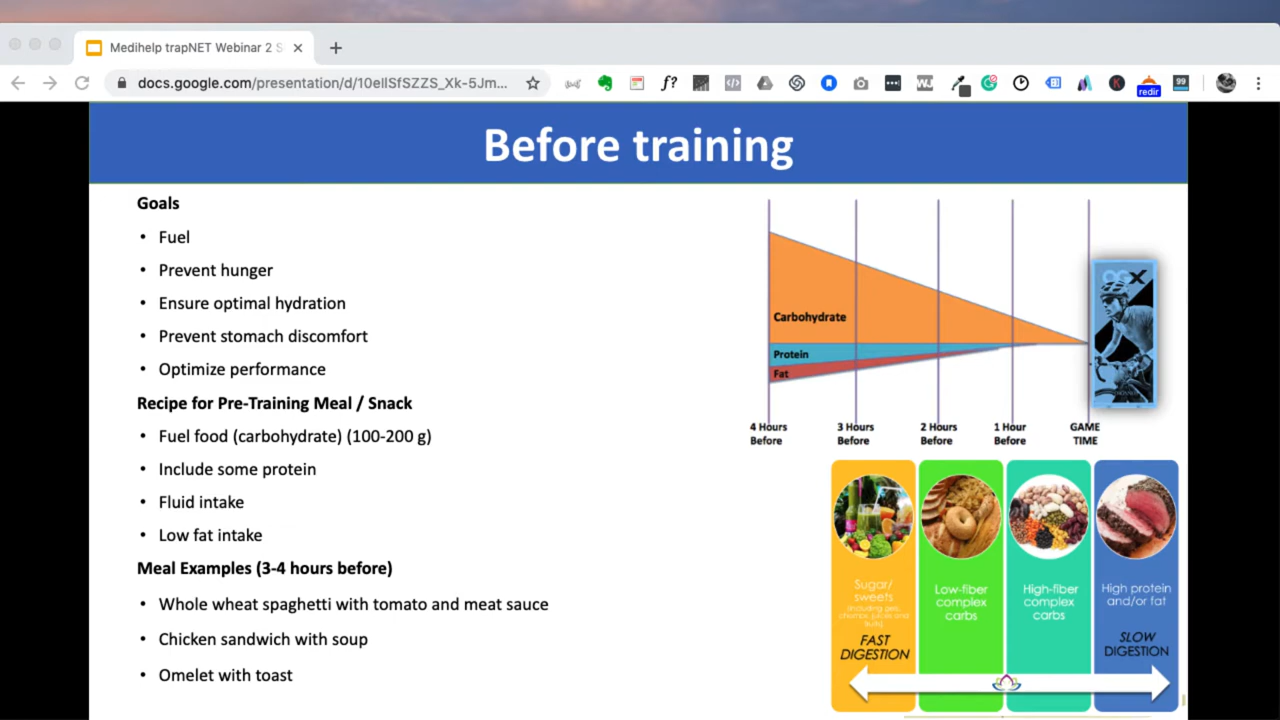 Medihelp trapNET Webinar 2 S
docs.google.com/presentation/d/10ellSfSZZS_Xk-5Jm...
f?
WJ
K
redir
99
Before training
Goals
• Fuel
• Prevent hunger
• Ensure optimal hydration
• Prevent stomach discomfort
• Optimize performance
Recipe for Pre-Training Meal / Snack
• Fuel food (carbohydrate) (100-200 g)
• Include some protein
• Fluid intake
• Low fat intake
Meal Examples (3-4 hours before)
• Whole wheat spaghetti with tomato and meat sauce
• Chicken sandwich with soup
• Omelet with toast
Carbohydrate
Protein
Fat
4 Hours
Before
3 Hours
Before
2 Hours
Before
1 Hour
Before
GAME
TIME
Sugar/
sweets
FAST
DIGESTION
Low-fiber
complex
carbs
High-fiber
complex
carbs
High protein
and/or fat
SLOW
DIGESTION